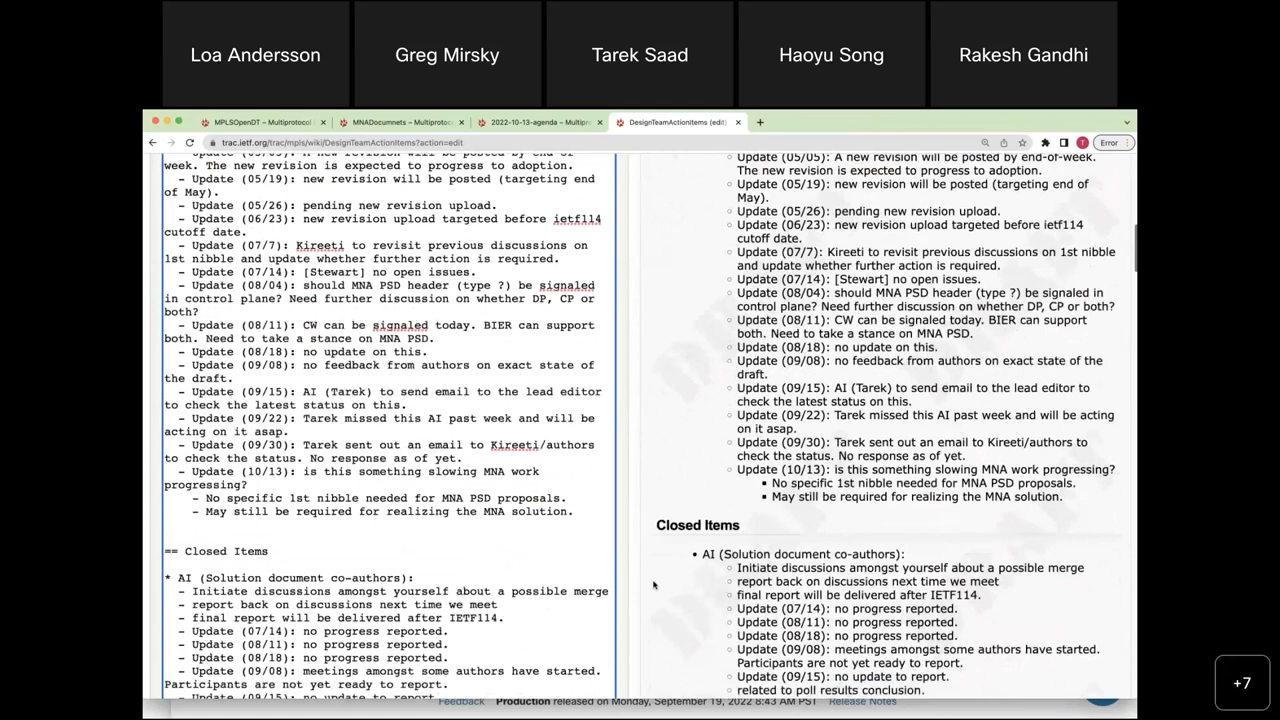 Loa Andersson
Greg Mirsky
Tarek Saad
Haoyu Song
Rakesh Gandhi
MPLSOpenDT – Multiprotocol
MNADocumnets – Multiproto
2022-10-13-agenda – Multipr
DesignTeamActionItems (edit)
trac.ietf.org/trac/mpls/wiki/DesignTeamActionItems?action=edit
Error
week. The new revision is expected to progress to adoption.
- Update (05/19): new revision will be posted (targeting end
of May).
- Update (05/26): pending new revision upload.
- Update (06/23): new revision upload targeted before ietf114
cutoff date.
- Update (07/7): Kireeti to revisit previous discussions on
1st nibble and update whether further action is required.
- Update (07/14): [Stewart] no open issues.
- Update (08/04): should MNA PSD header (type ?) be signaled
in control plane? Need further discussion on whether DP, CP or
both?
- Update (08/11): CW can be signaled today. BIER can support
both. Need to take a stance on MNA PSD.
- Update (08/18): no update on this.
- Update (09/08): no feedback from authors on exact state of
the draft.
- Update (09/15): AI (Tarek) to send email to the lead editor
to check the latest status on this.
- Update (09/22): Tarek missed this AI past week and will be
acting on it asap.
- Update (09/30): Tarek sent out an email to Kireeti/authors
to check the status. No response as of yet.
- Update (10/13): is this something slowing MNA work
progressing?
- No specific 1st nibble needed for MNA PSD proposals.
- May still be required for realizing the MNA solution.
== Closed Items
* AI (Solution document co-authors):
- Initiate discussions amongst yourself about a possible merge
- report back on discussions next time we meet
- final report will be delivered after IETF114.
- Update (07/14): no progress reported.
- Update (08/11): no progress reported.
- Update (08/18): no progress reported.
- Update (09/08): meetings amongst some authors have started.
Participants are not yet ready to report.
- Update (09/15): no update to report
Update (05/05): A new revision will be posted by end-of-week.
The new revision is expected to progress to adoption.
Update (05/19): new revision will be posted (targeting end of
May).
Update (05/26): pending new revision upload.
Update (06/23): new revision upload targeted before ietf114
cutoff date.
Update (07/7): Kireeti to revisit previous discussions on 1st nibble
and update whether further action is required.
Update (07/14): [Stewart] no open issues.
Update (08/04): should MNA PSD header (type ?) be signaled in
control plane? Need further discussion on whether DP, CP or both?
Update (08/11): CW can be signaled today. BIER can support
both. Need to take a stance on MNA PSD.
Update (08/18): no update on this.
Update (09/08): no feedback from authors on exact state of the
draft.
Update (09/15): AI (Tarek) to send email to the lead editor to
check the latest status on this.
Update (09/22): Tarek missed this AI past week and will be acting
on it asap.
Update (09/30): Tarek sent out an email to Kireeti/authors to
check the status. No response as of yet.
Update (10/13): is this something slowing MNA work progressing?
No specific 1st nibble needed for MNA PSD proposals.
May still be required for realizing the MNA solution.
Closed Items
• AI (Solution document co-authors):
Initiate discussions amongst yourself about a possible merge
report back on discussions next time we meet
final report will be delivered after IETF114.
Update (07/14): no progress reported.
Update (08/11): no progress reported.
Update (08/18): no progress reported.
Update (09/08): meetings amongst some authors have started.
Participants are not yet ready to report.
Update (09/15): no update to report.
related to poll results conclusion.
Feedback Production released on Monday, September 19, 2022 8:43 AM PST Release Notes
+7